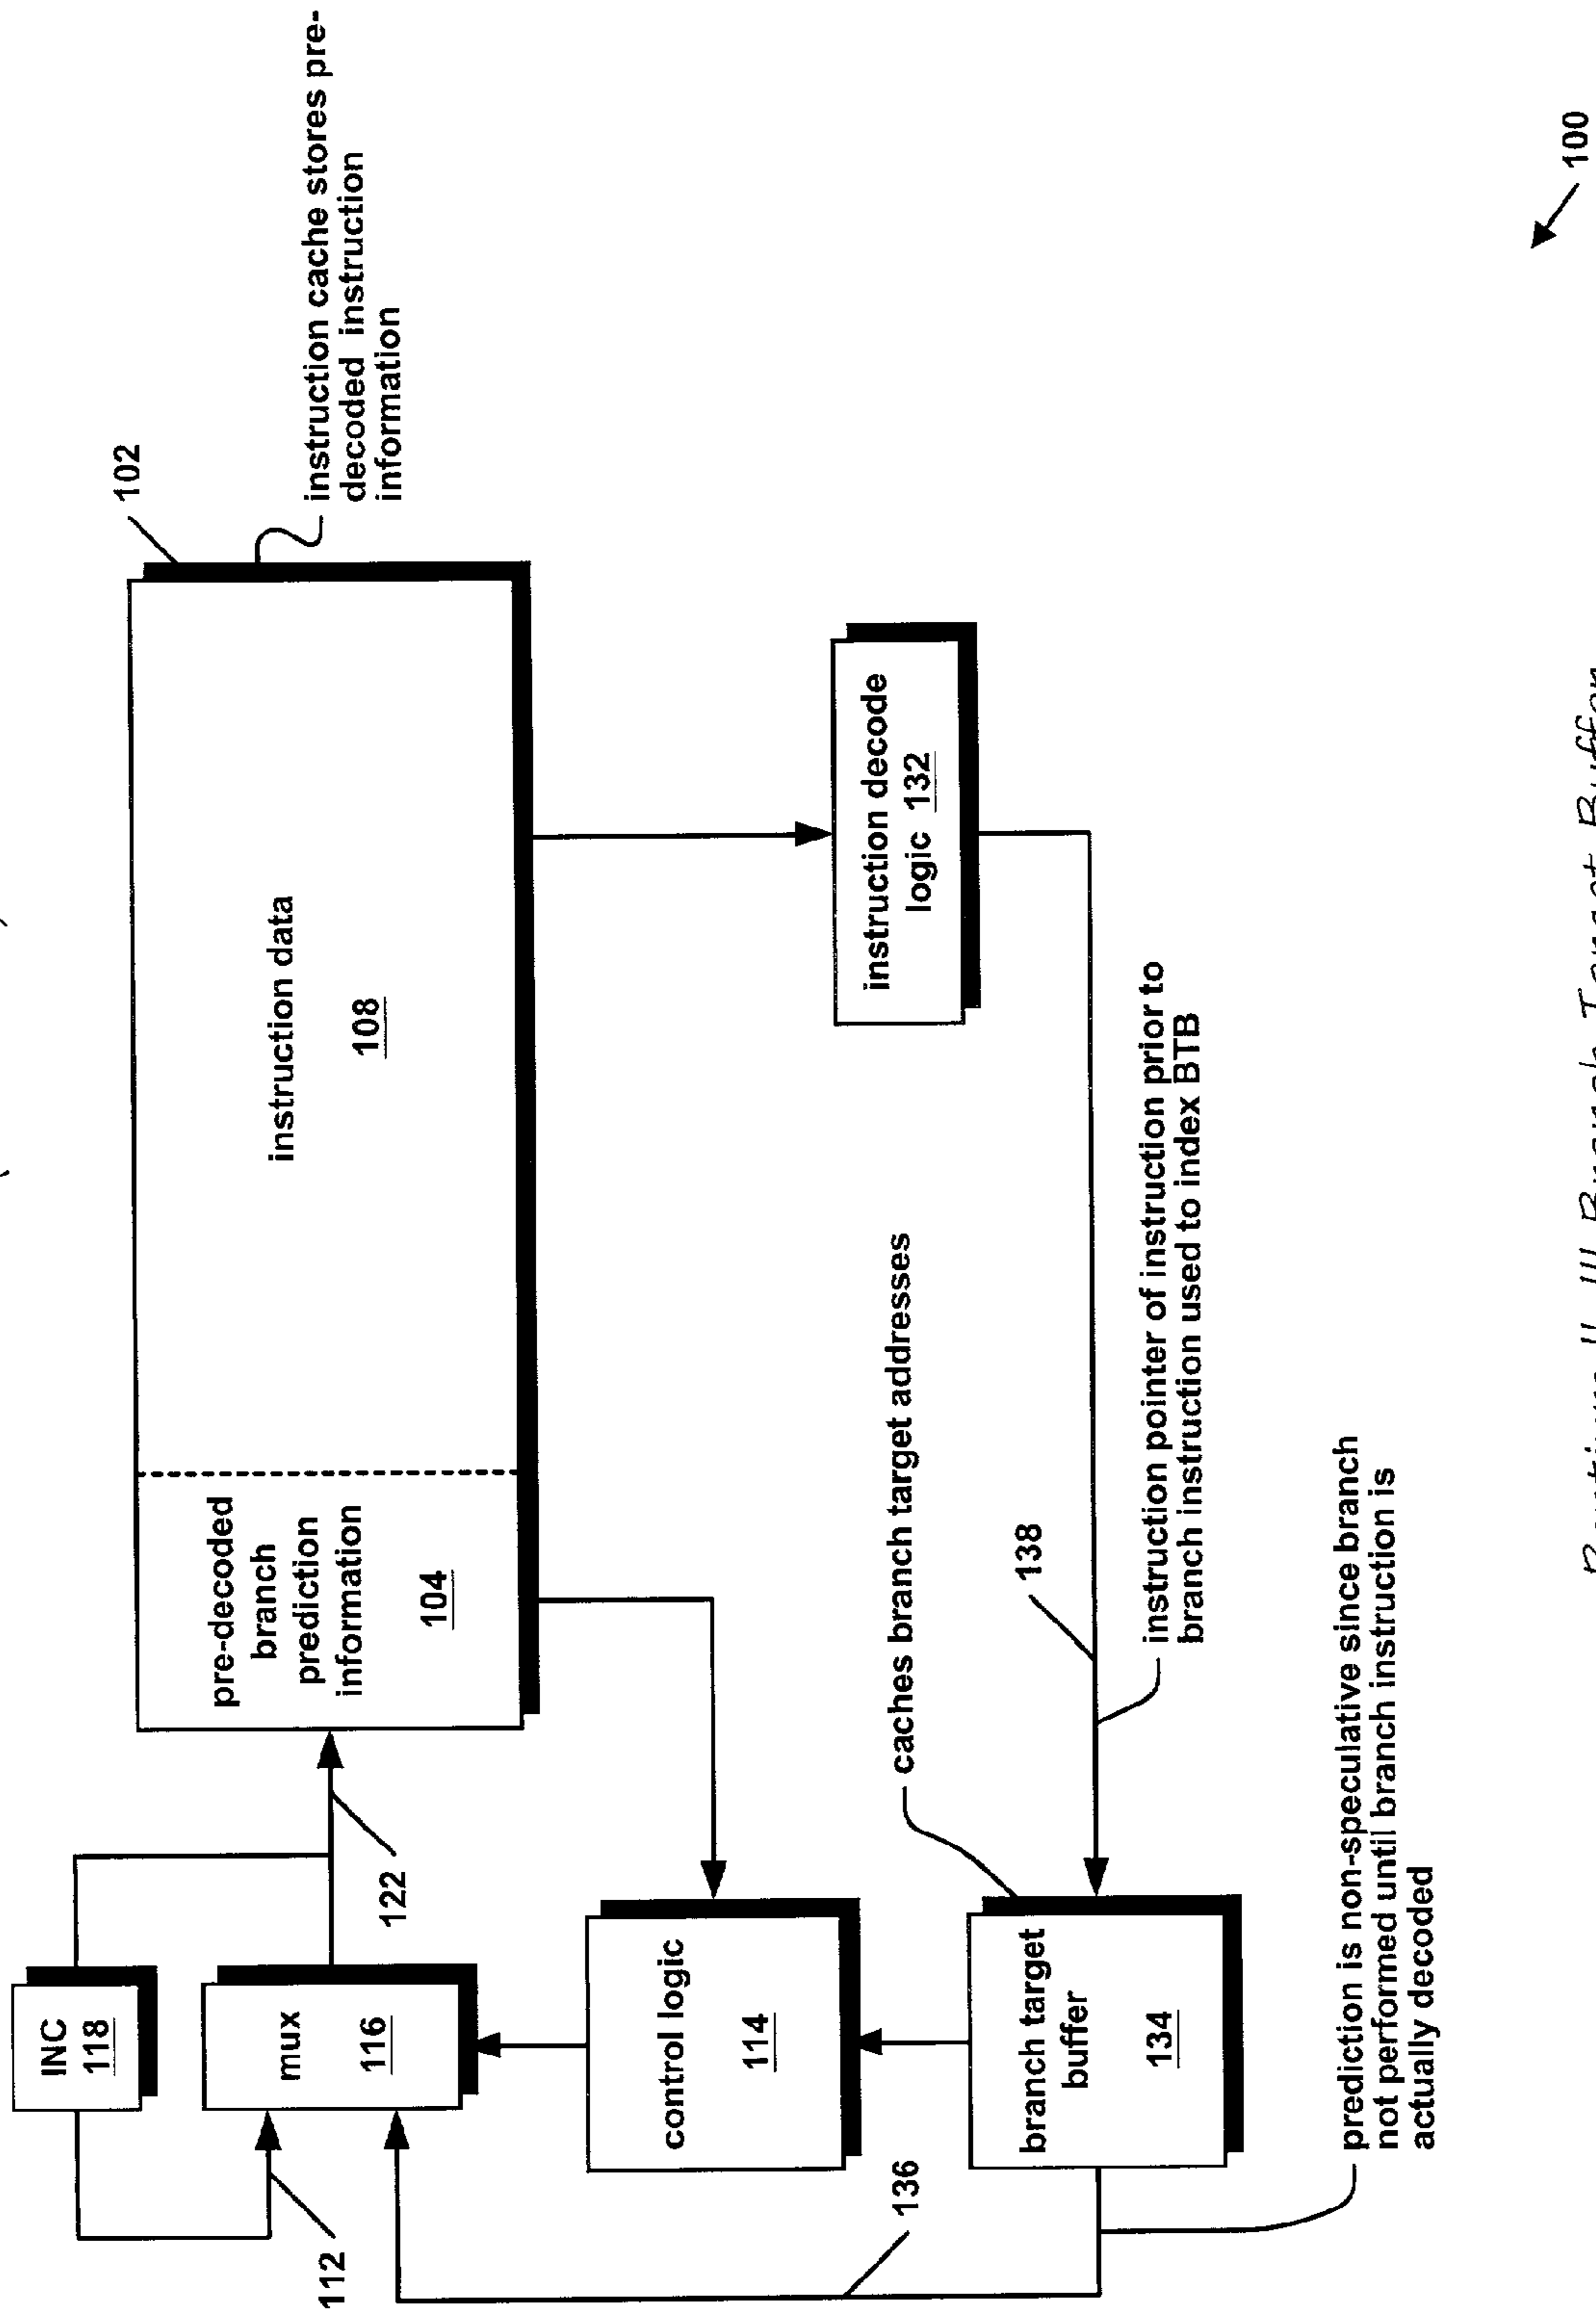 INC
118
112
mux
116
122
pre-decoded
branch
prediction
information
104
instruction data
108
102
instruction cache stores pre-
decoded instruction
information
control logic
114
instruction decode
logic 132
136
branch target
buffer
134
caches branch target addresses
138
instruction pointer of instruction prior to
branch instruction used to index BTB
prediction is non-speculative since branch
not performed until branch instruction is
actually decoded
100
Branch Target Buffer